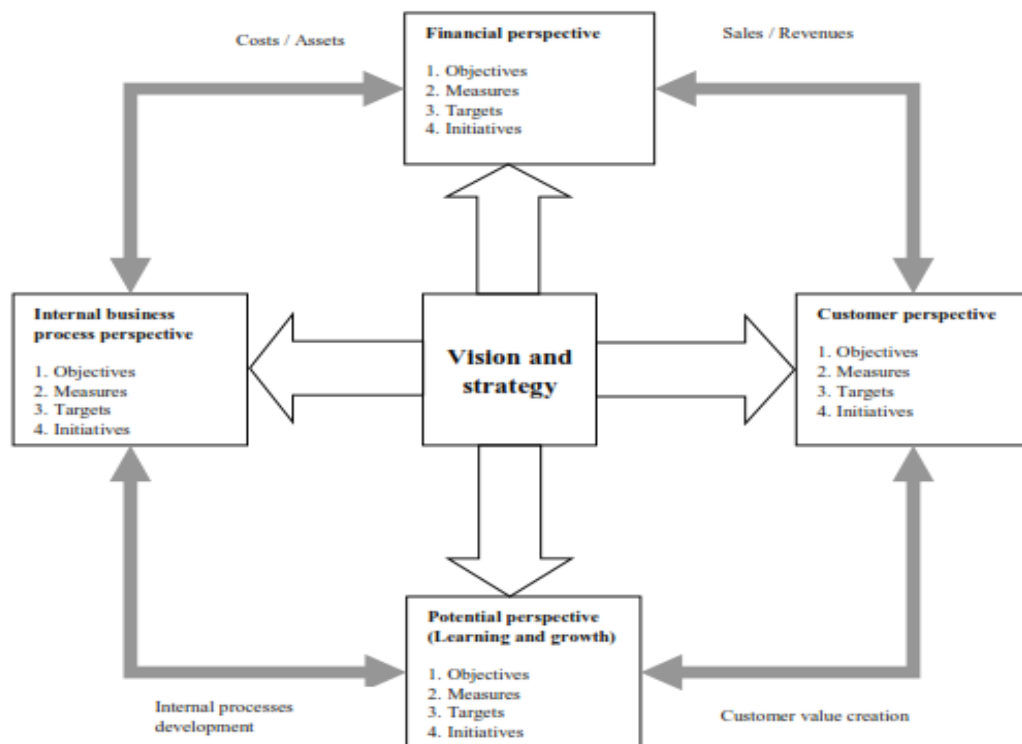 Costs / Assets
Financial perspective
1. Objectives
2. Measures
3. Targets
4. Initiatives
Sales / Revenues
Internal business
process perspective
1. Objectives
2. Measures
3. Targets
4. Initiatives
Vision and
strategy
Customer perspective
1. Objectives
2. Measures
3. Targets
4. Initiatives
Potential perspective
(Learning and growth)
1. Objectives
2. Measures
3. Targets
4. Initiatives
Internal processes
development
Customer value creation